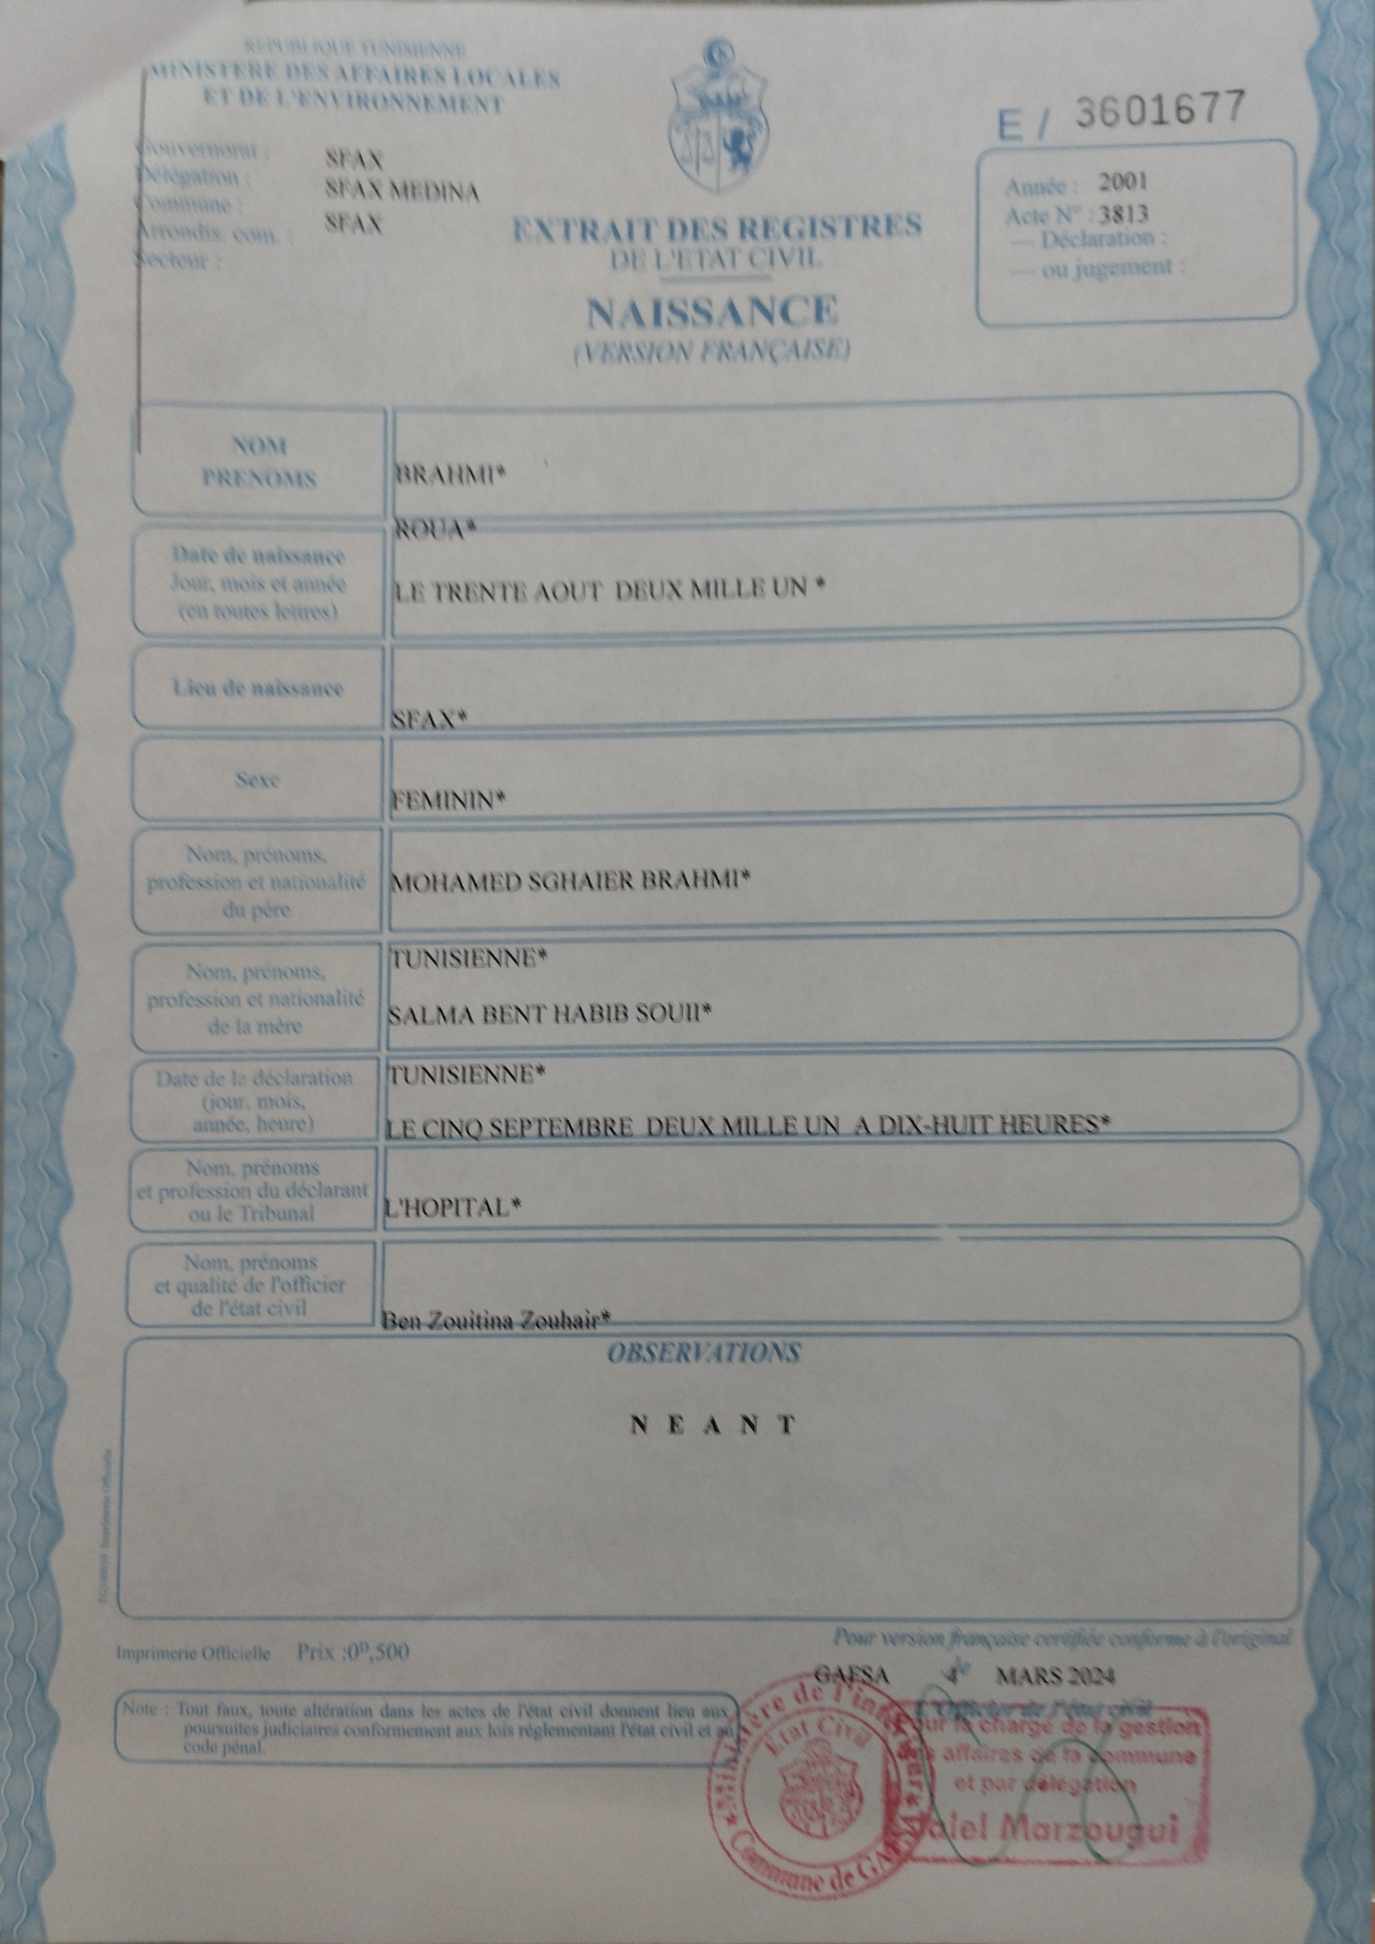 REPUBLIQUE TUNISIENNE
MINISTERE DES AFFAIRES LOCALES
ET DE L'ENVIRONNEMENT
E / 3601677
Gouvernorat : SFAX
Délégation : SFAX MEDINA
Commune : SFAX
Arrondis. com. :
Secteur :
Année : 2001
Acte N° : 3813
— Déclaration :
— ou jugement :
EXTRAIT DES REGISTRES
DE L'ETAT CIVIL
NAISSANCE
(VERSION FRANÇAISE)
NOM
PRENOMS
BRAHMI*
ROUA*
Date de naissance
Jour, mois et année
(en toutes lettres)
LE TRENTE AOUT DEUX MILLE UN *
Lieu de naissance
SFAX*
Sexe
FEMININ*
Nom, prénoms,
profession et nationalité
du père
MOHAMED SGHAIER BRAHMI*
TUNISIENNE*
Nom, prénoms,
profession et nationalité
de la mère
SALMA BENT HABIB SOUII*
TUNISIENNE*
Date de la déclaration
(jour, mois,
année, heure)
LE CINQ SEPTEMBRE DEUX MILLE UN A DIX-HUIT HEURES*
Nom, prénoms
et profession du déclarant
ou le Tribunal
L'HOPITAL*
Nom, prénoms
et qualité de l'officier
de l'état civil
Ben Zouitina Zouhair*
OBSERVATIONS
N E A N T
Imprimerie Officielle Prix :0ᴰ,500
Pour version française certifiée conforme à l'original
GAFSA 4 MARS 2024
L'Officier de l'état civil
Note : Tout faux, toute altération dans les actes de l'état civil donnent lieu aux
poursuites judiciaires conformement aux lois réglementant l'état civil et au
code pénal.
Etat Civil
Commune de
Pour le chargé de la gestion
affaires de la commune
et par délégation
Marzougui